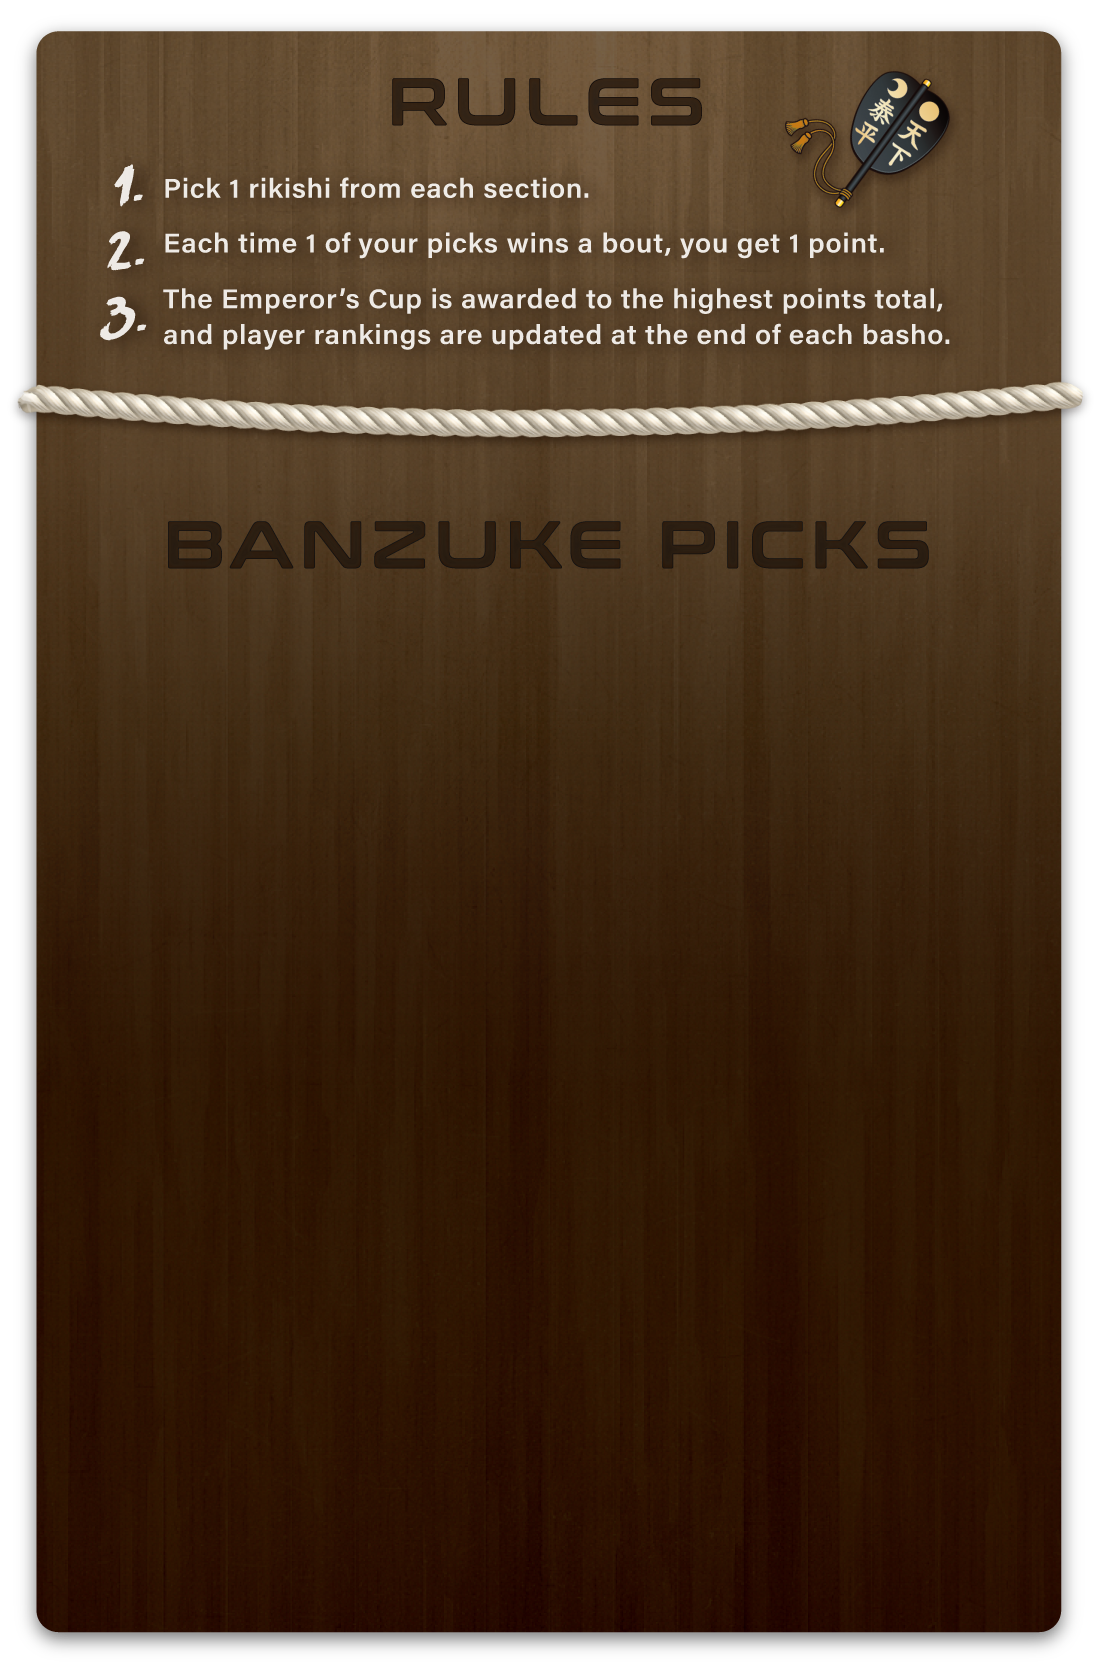 RULES
天下
泰平
1. Pick 1 rikishi from each section.
2. Each time 1 of your picks wins a bout, you get 1 point.
3. The Emperor’s Cup is awarded to the highest points total,
and player rankings are updated at the end of each basho.
BANZUKE PICKS